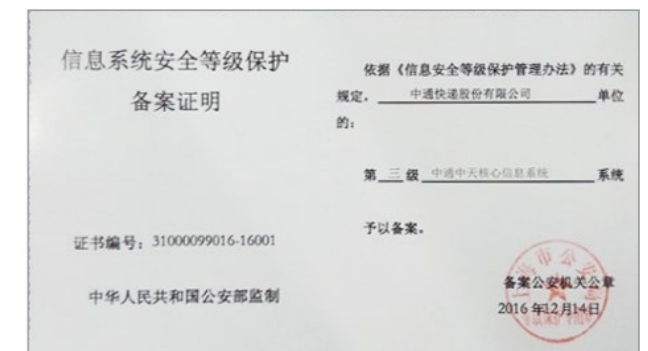 信息系统安全等级保护
备案证明
证书编号：31000099016-16001
中华人民共和国公安部监制
依据《信息安全等级保护管理办法》的有关
规定，中通快递股份有限公司单位
的：
第三级中通中天核心信息系统系统
予以备案。
备案公安机关公章
2016年12月14日